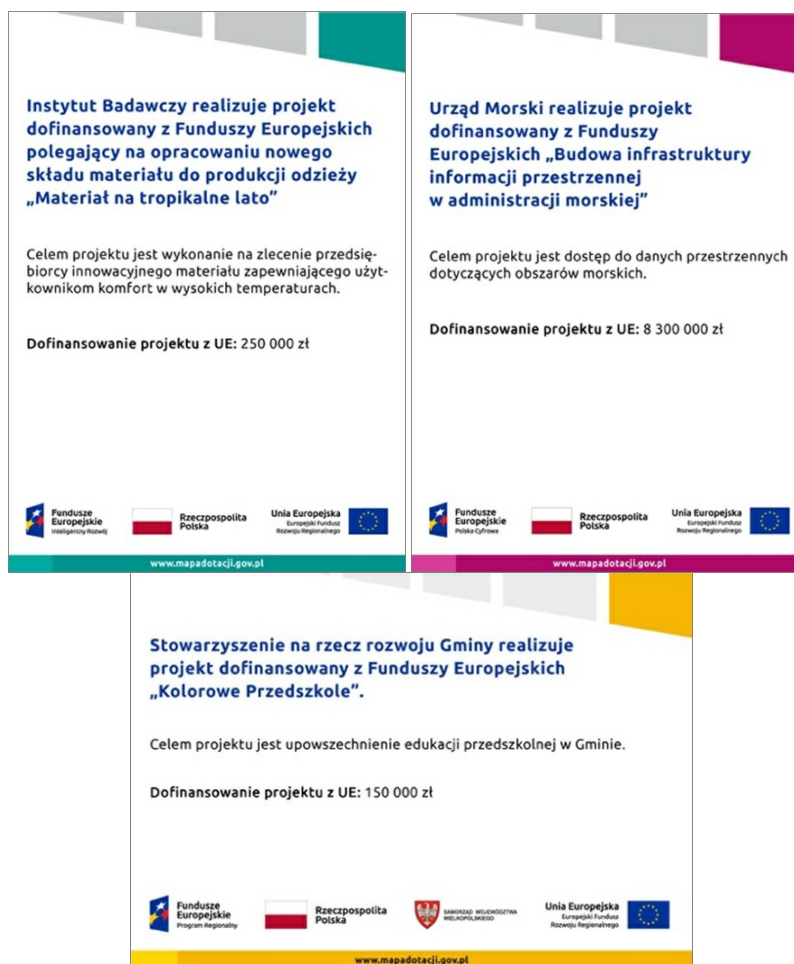 Instytut Badawczy realizuje projekt
dofinansowany z Funduszy Europejskich
polegający na opracowaniu nowego
składu materiału do produkcji odzieży
„Materiał na tropikalne lato”
Celem projektu jest wykonanie na zlecenie przedsię-
biorcy innowacyjnego materiału zapewniającego użyt-
kownikom komfort w wysokich temperaturach.
Dofinansowanie projektu z UE: 250 000 zł
Fundusze
Europejskie
Inteligentny Rozwój
Rzeczpospolita
Polska
Unia Europejska
Europejski Fundusz
Rozwoju Regionalnego
www.mapadotacji.gov.pl
Urząd Morski realizuje projekt
dofinansowany z Funduszy
Europejskich „Budowa infrastruktury
informacji przestrzennej
w administracji morskiej”
Celem projektu jest dostęp do danych przestrzennych
dotyczących obszarów morskich.
Dofinansowanie projektu z UE: 8 300 000 zł
Fundusze
Europejskie
Polska Cyfrowa
Rzeczpospolita
Polska
Unia Europejska
Europejski Fundusz
Rozwoju Regionalnego
www.mapadotacji.gov.pl
Stowarzyszenie na rzecz rozwoju Gminy realizuje
projekt dofinansowany z Funduszy Europejskich
„Kolorowe Przedszkole”.
Celem projektu jest upowszechnienie edukacji przedszkolnej w Gminie.
Dofinansowanie projektu z UE: 150 000 zł
Fundusze
Europejskie
Program Regionalny
Rzeczpospolita
Polska
SAMORZĄD WOJEWÓDZTWA
WIELKOPOLSKIEGO
Unia Europejska
Europejski Fundusz
Rozwoju Regionalnego
www.mapadotacji.gov.pl